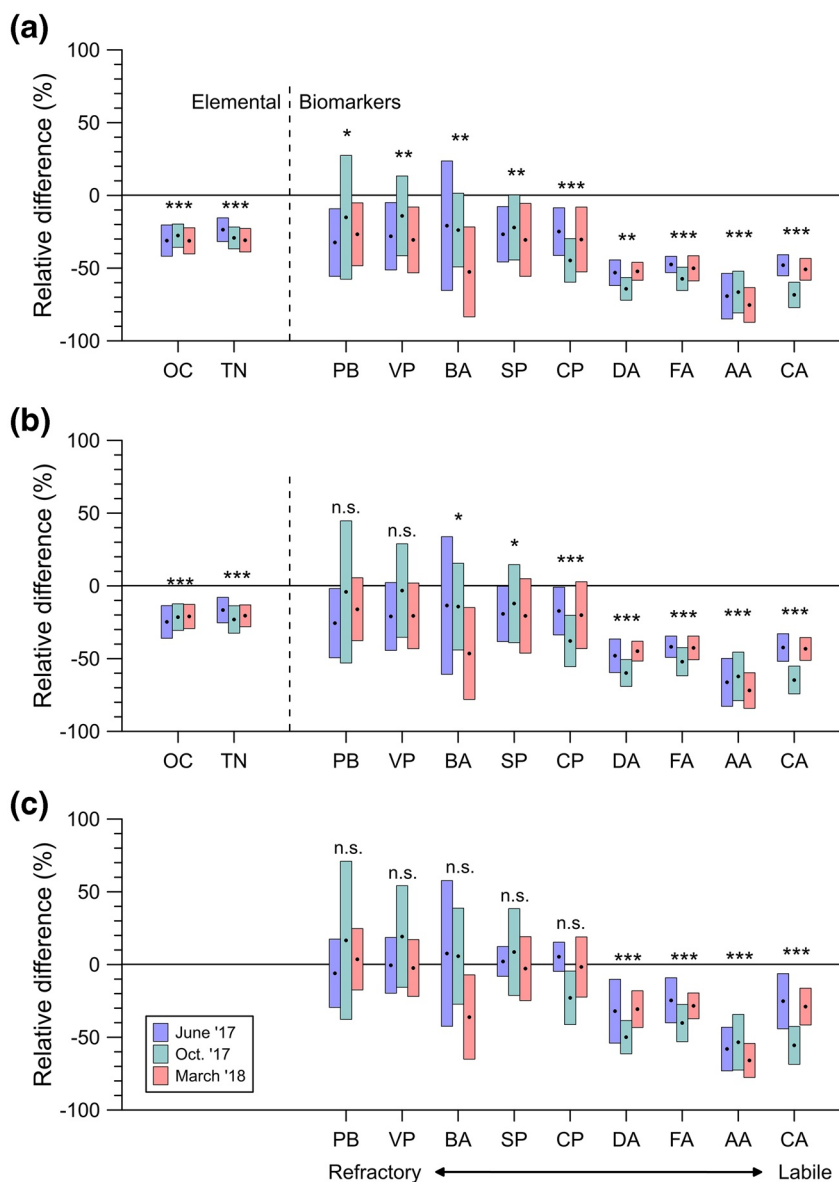 (a)
Relative difference (%)
100
50
0
-50
-100
Elemental Biomarkers
*** *** * ** ** ** *** ** *** *** ***
OC TN PB VP BA SP CP DA FA AA CA
(b)
Relative difference (%)
100
50
0
-50
-100
*** *** n.s. n.s. * * *** *** *** *** ***
OC TN PB VP BA SP CP DA FA AA CA
(c)
Relative difference (%)
100
50
0
-50
-100
n.s. n.s. n.s. n.s. n.s. *** *** *** ***
June '17
Oct. '17
March '18
PB VP BA SP CP DA FA AA CA
Refractory Labile